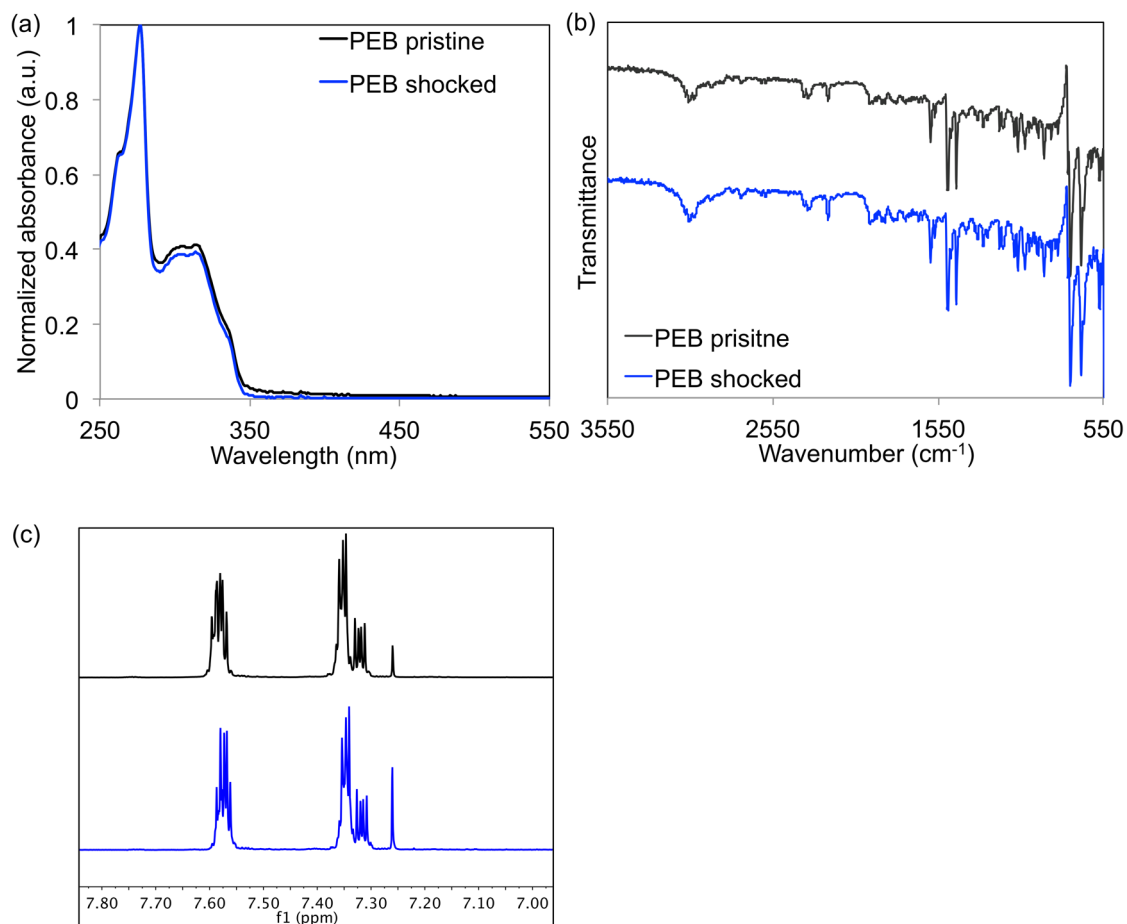 (a)
Normalized absorbance (a.u.)
1
0.8
0.6
0.4
0.2
0
PEB pristine
PEB shocked
250
350
450
550
Wavelength (nm)
(b)
Transmittance
PEB prisitne
PEB shocked
3550
2550
1550
550
Wavenumber (cm-1)
(c)
7.80
7.70
7.60
7.50
7.40
7.30
7.20
7.10
7.00
f1 (ppm)